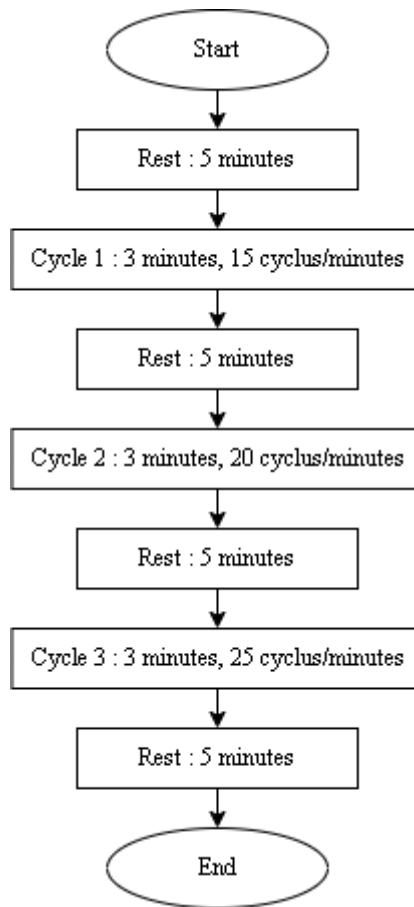 Start
Rest : 5 minutes
Cycle 1 : 3 minutes, 15 cyclus/minutes
Rest : 5 minutes
Cycle 2 : 3 minutes, 20 cyclus/minutes
Rest : 5 minutes
Cycle 3 : 3 minutes, 25 cyclus/minutes
Rest : 5 minutes
End